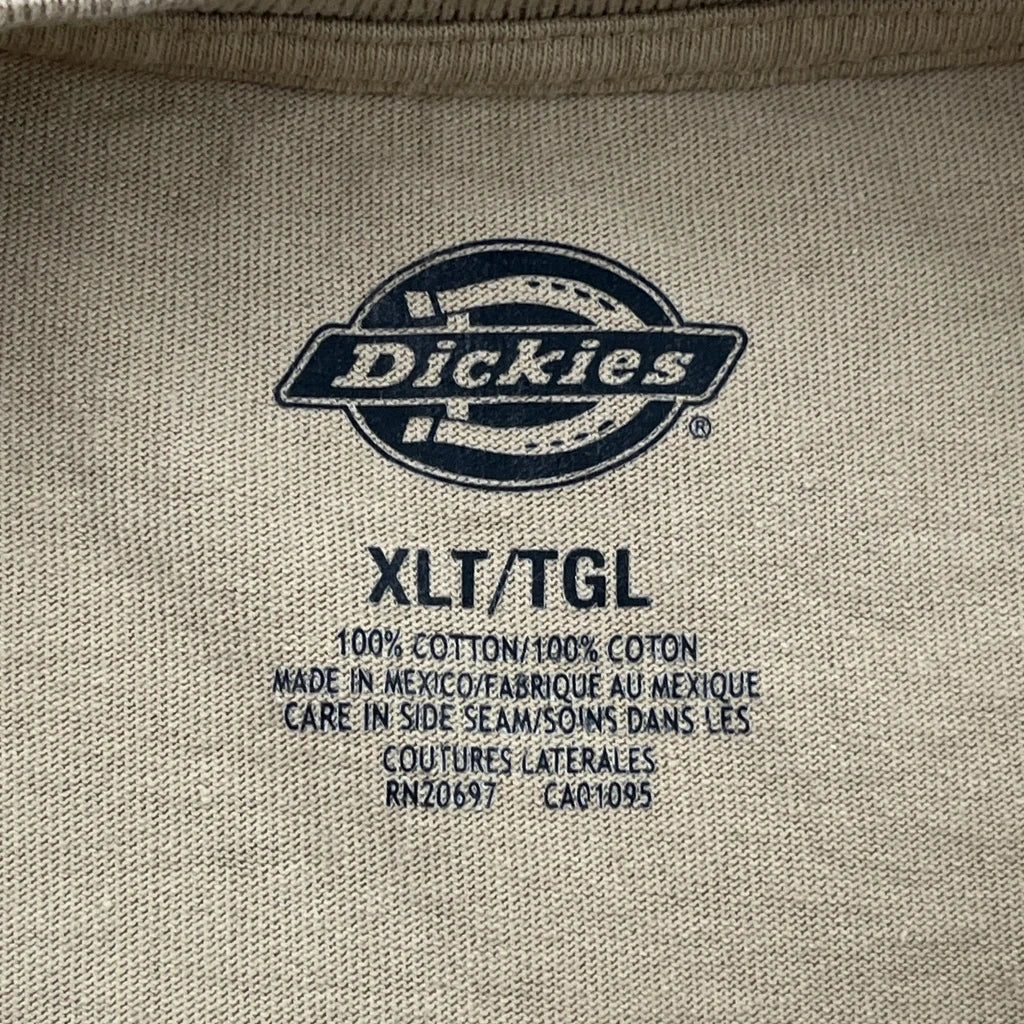 Dickies
®
XLT/TGL
100% COTTON/100% COTON
MADE IN MEXICO/FABRIQUÉ AU MEXIQUE
CARE IN SIDE SEAM/SOINS DANS LES
COUTURES LATERALES
RN20697 CA01095